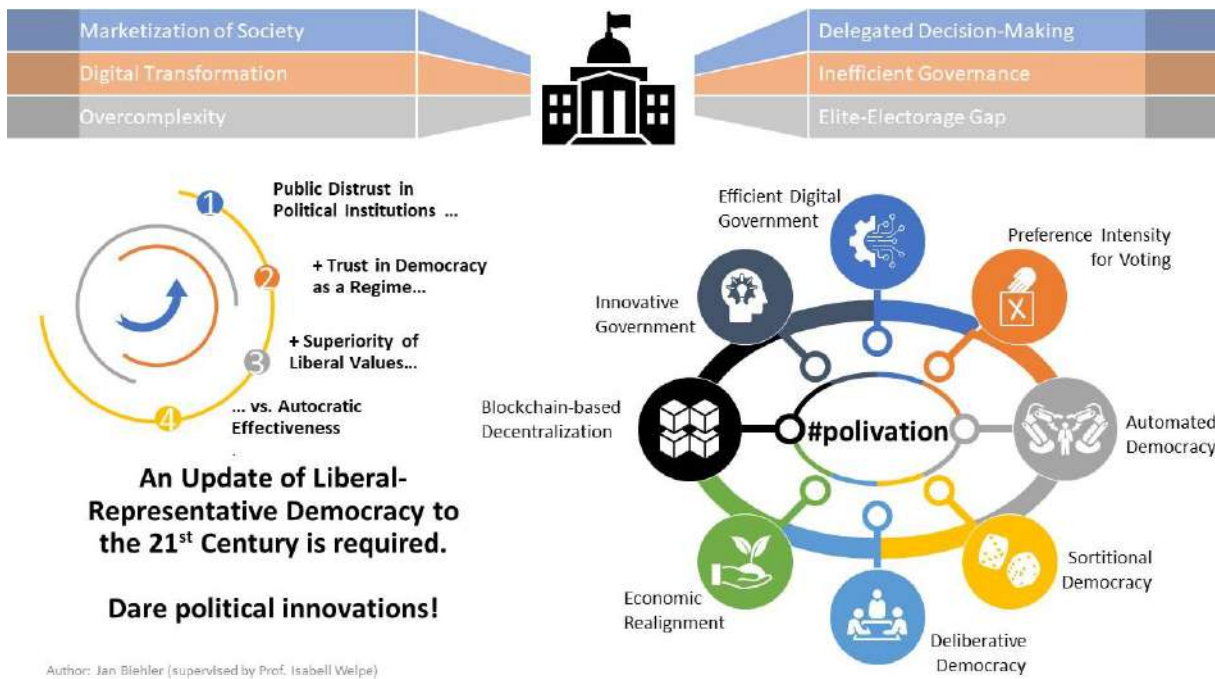 Marketization of Society
Digital Transformation
Overcomplexity
Delegated Decision-Making
Inefficient Governance
Elite-Electorage Gap
1
Public Distrust in
Political Institutions ...
2
+ Trust in Democracy
as a Regime...
3
+ Superiority of
Liberal Values...
4
... vs. Autocratic
Effectiveness
.
An Update of Liberal-
Representative Democracy to
the 21st Century is required.
Dare political innovations!
Author: Jan Biehler (supervised by Prof. Isabell Welpe)
Efficient Digital
Government
Preference Intensity
for Voting
X
Innovative
Government
Blockchain-based
Decentralization
#polivation
Automated
Democracy
Economic
Realignment
Sortitional
Democracy
Deliberative
Democracy